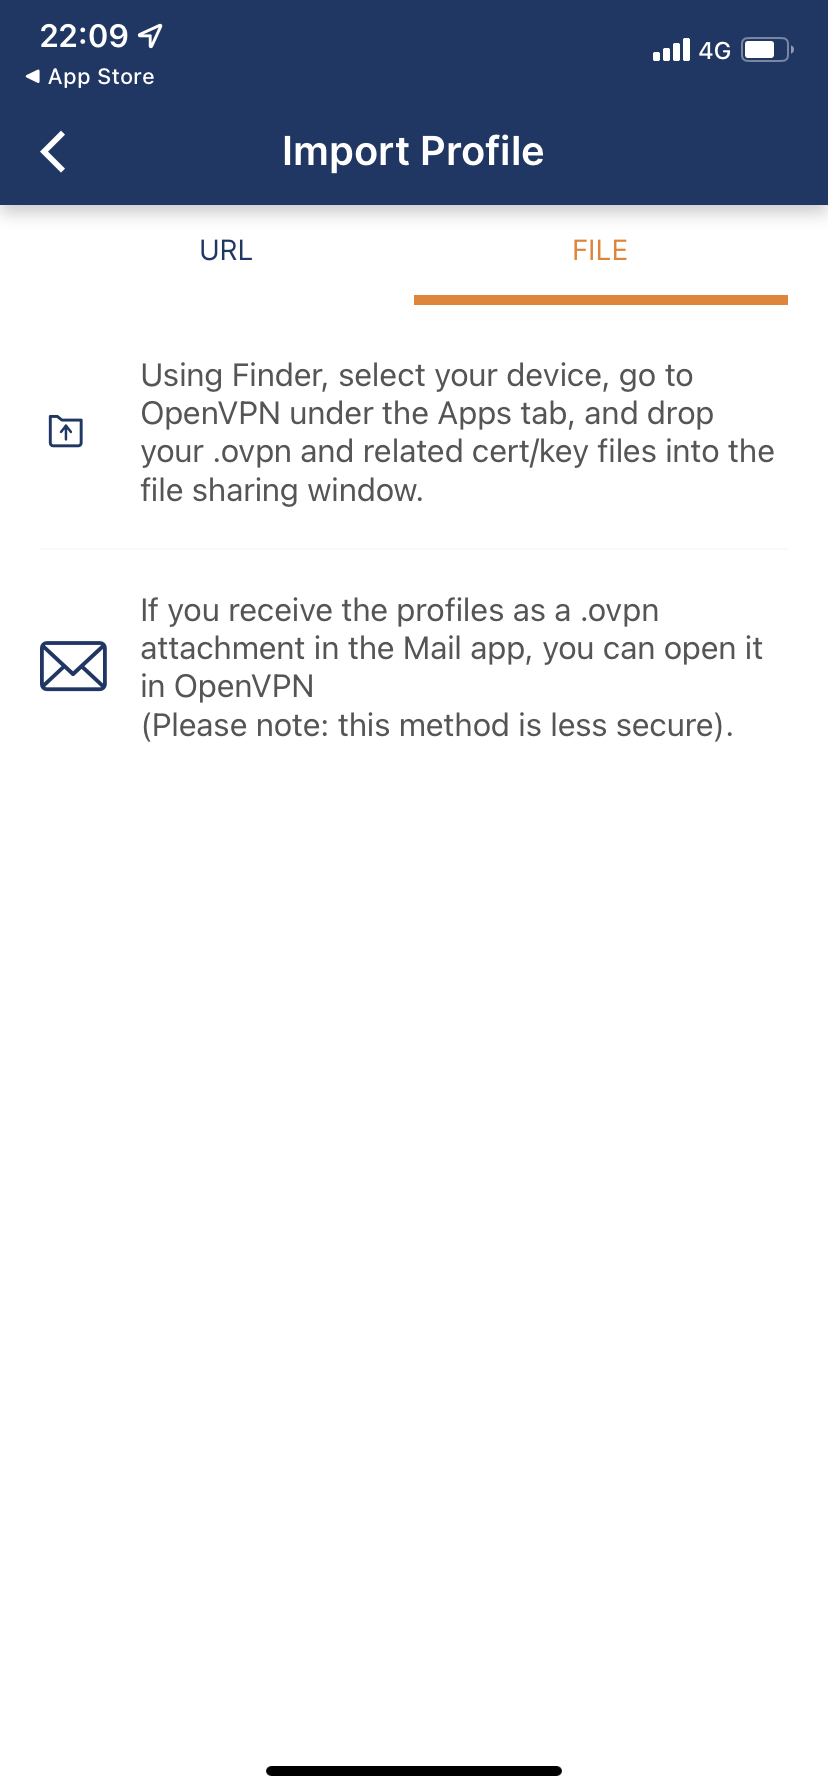 22:09
4G
App Store
Import Profile
URL
FILE
Using Finder, select your device, go to
OpenVPN under the Apps tab, and drop
your .ovpn and related cert/key files into the
file sharing window.
If you receive the profiles as a .ovpn
attachment in the Mail app, you can open it
in OpenVPN
(Please note: this method is less secure).